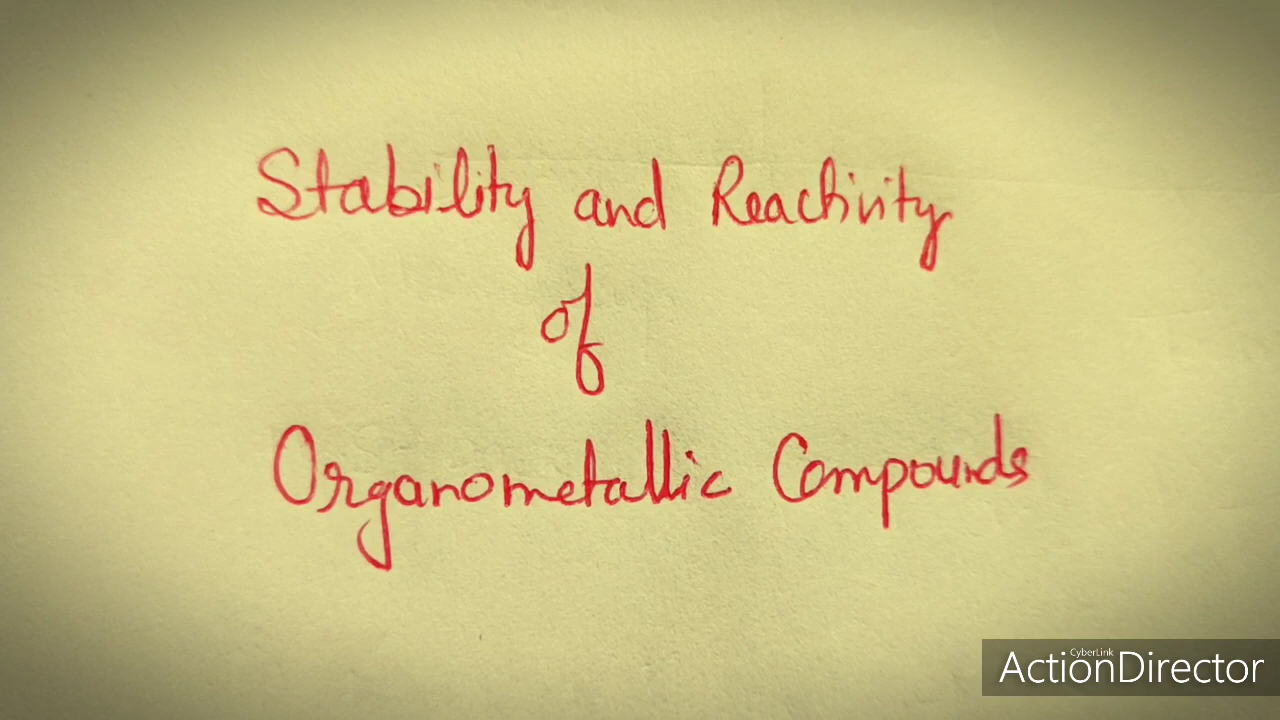 Stability and Reactivity
of
Organometallic Compounds
CyberLink
ActionDirector